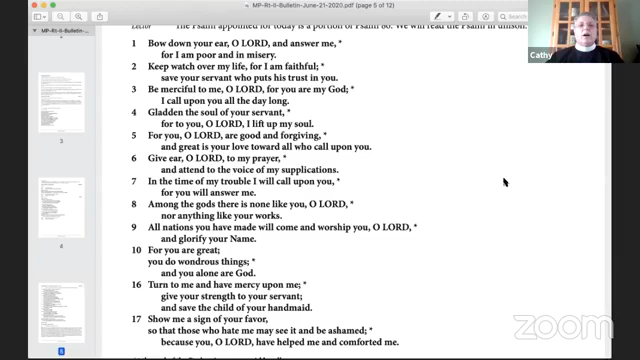 MP-Rt-II-Bulletin-June-21-2020.pdf (page 5 of 12)
MP-Rt-II-Bulletin-June-21-20...
Lector The Psalm appointed for today is a portion of Psalm 86. We will read the Psalm in unison.
1 Bow down your ear, O LORD, and answer me, *
for I am poor and in misery.
2 Keep watch over my life, for I am faithful; *
save your servant who puts his trust in you.
3 Be merciful to me, O LORD, for you are my God; *
I call upon you all the day long.
4 Gladden the soul of your servant, *
for to you, O LORD, I lift up my soul.
5 For you, O LORD, are good and forgiving, *
and great is your love toward all who call upon you.
6 Give ear, O LORD, to my prayer, *
and attend to the voice of my supplications.
7 In the time of my trouble I will call upon you, *
for you will answer me.
8 Among the gods there is none like you, O LORD, *
nor anything like your works.
9 All nations you have made will come and worship you, O LORD, *
and glorify your Name.
10 For you are great;
you do wondrous things; *
and you alone are God.
16 Turn to me and have mercy upon me; *
give your strength to your servant;
and save the child of your handmaid.
17 Show me a sign of your favor,
so that those who hate me may see it and be ashamed; *
because you, O LORD, have helped me and comforted me.
3
4
5
Cathy
zoom